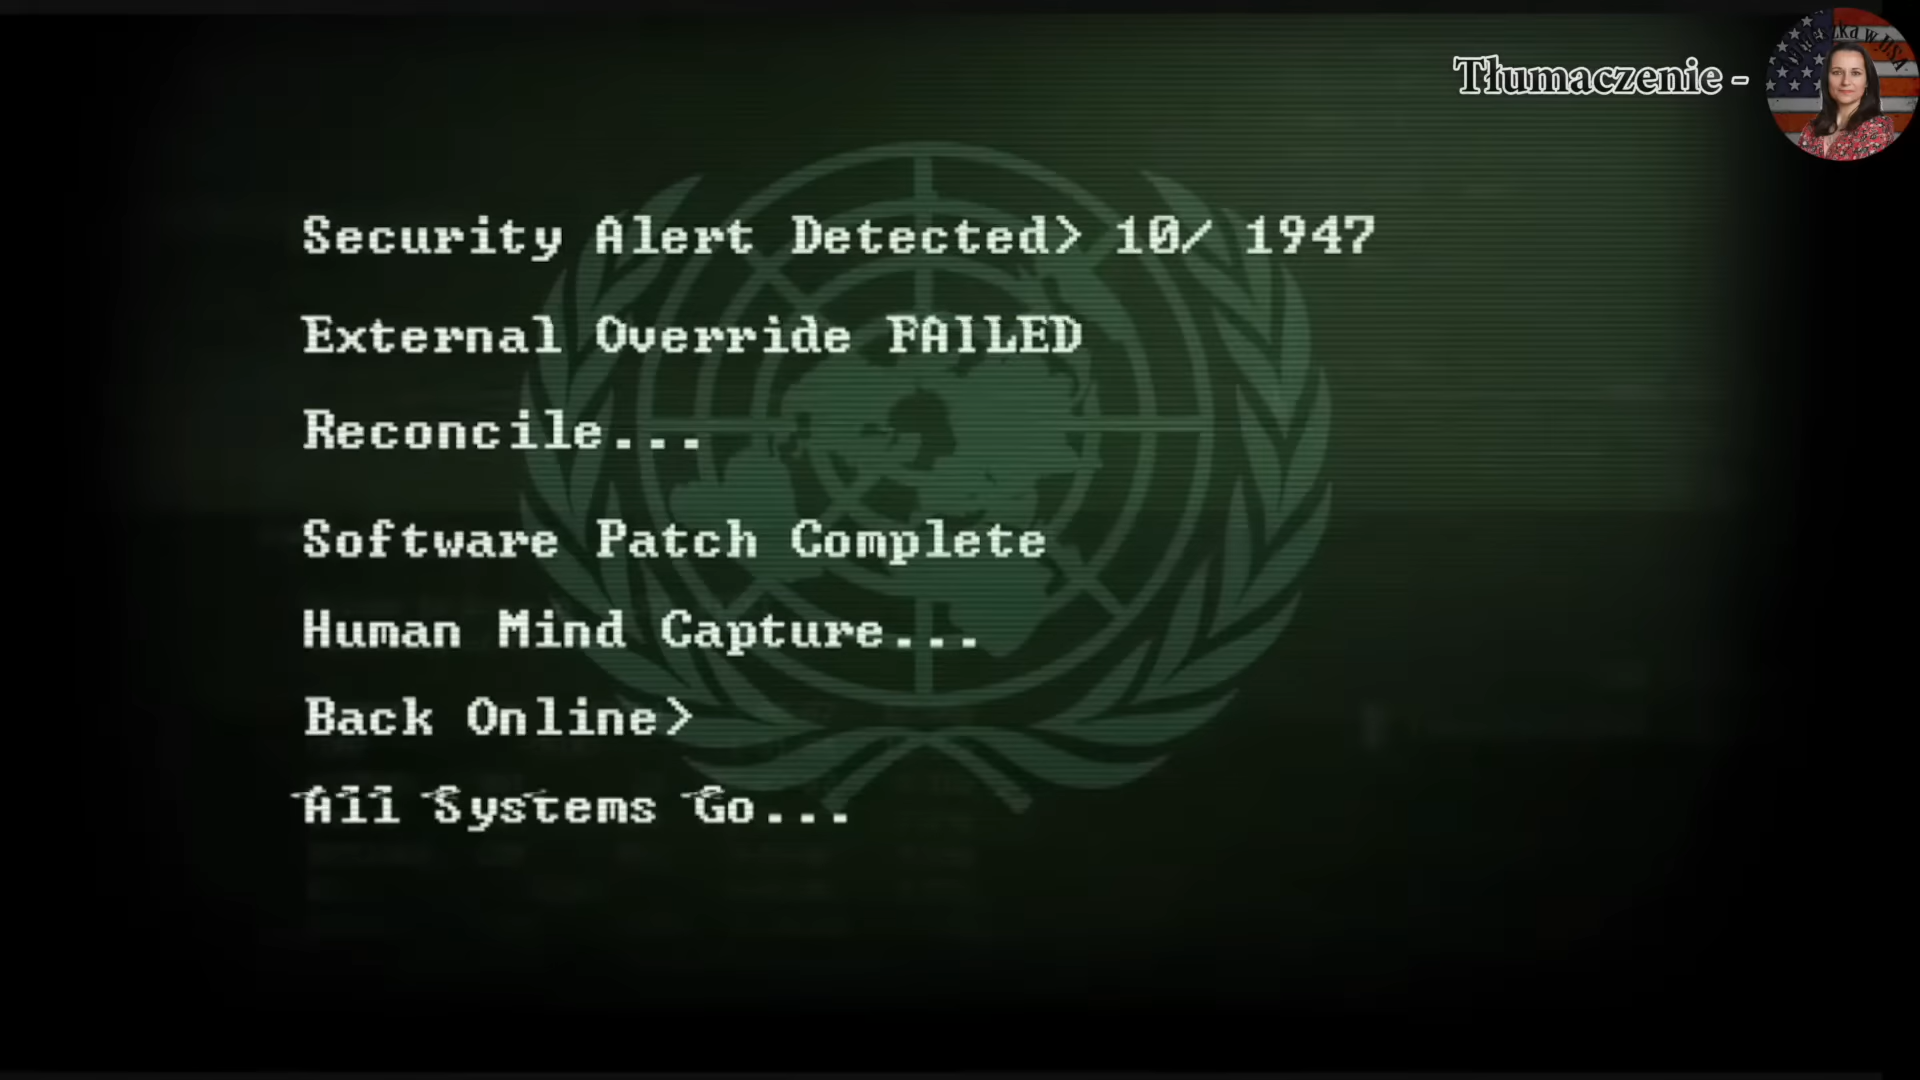 Tłumaczenie -
w USA
Security Alert Detected> 10/ 1947
External Override FAILED
Reconcile...
Software Patch Complete
Human Mind Capture...
Back Online>
All Systems Go...